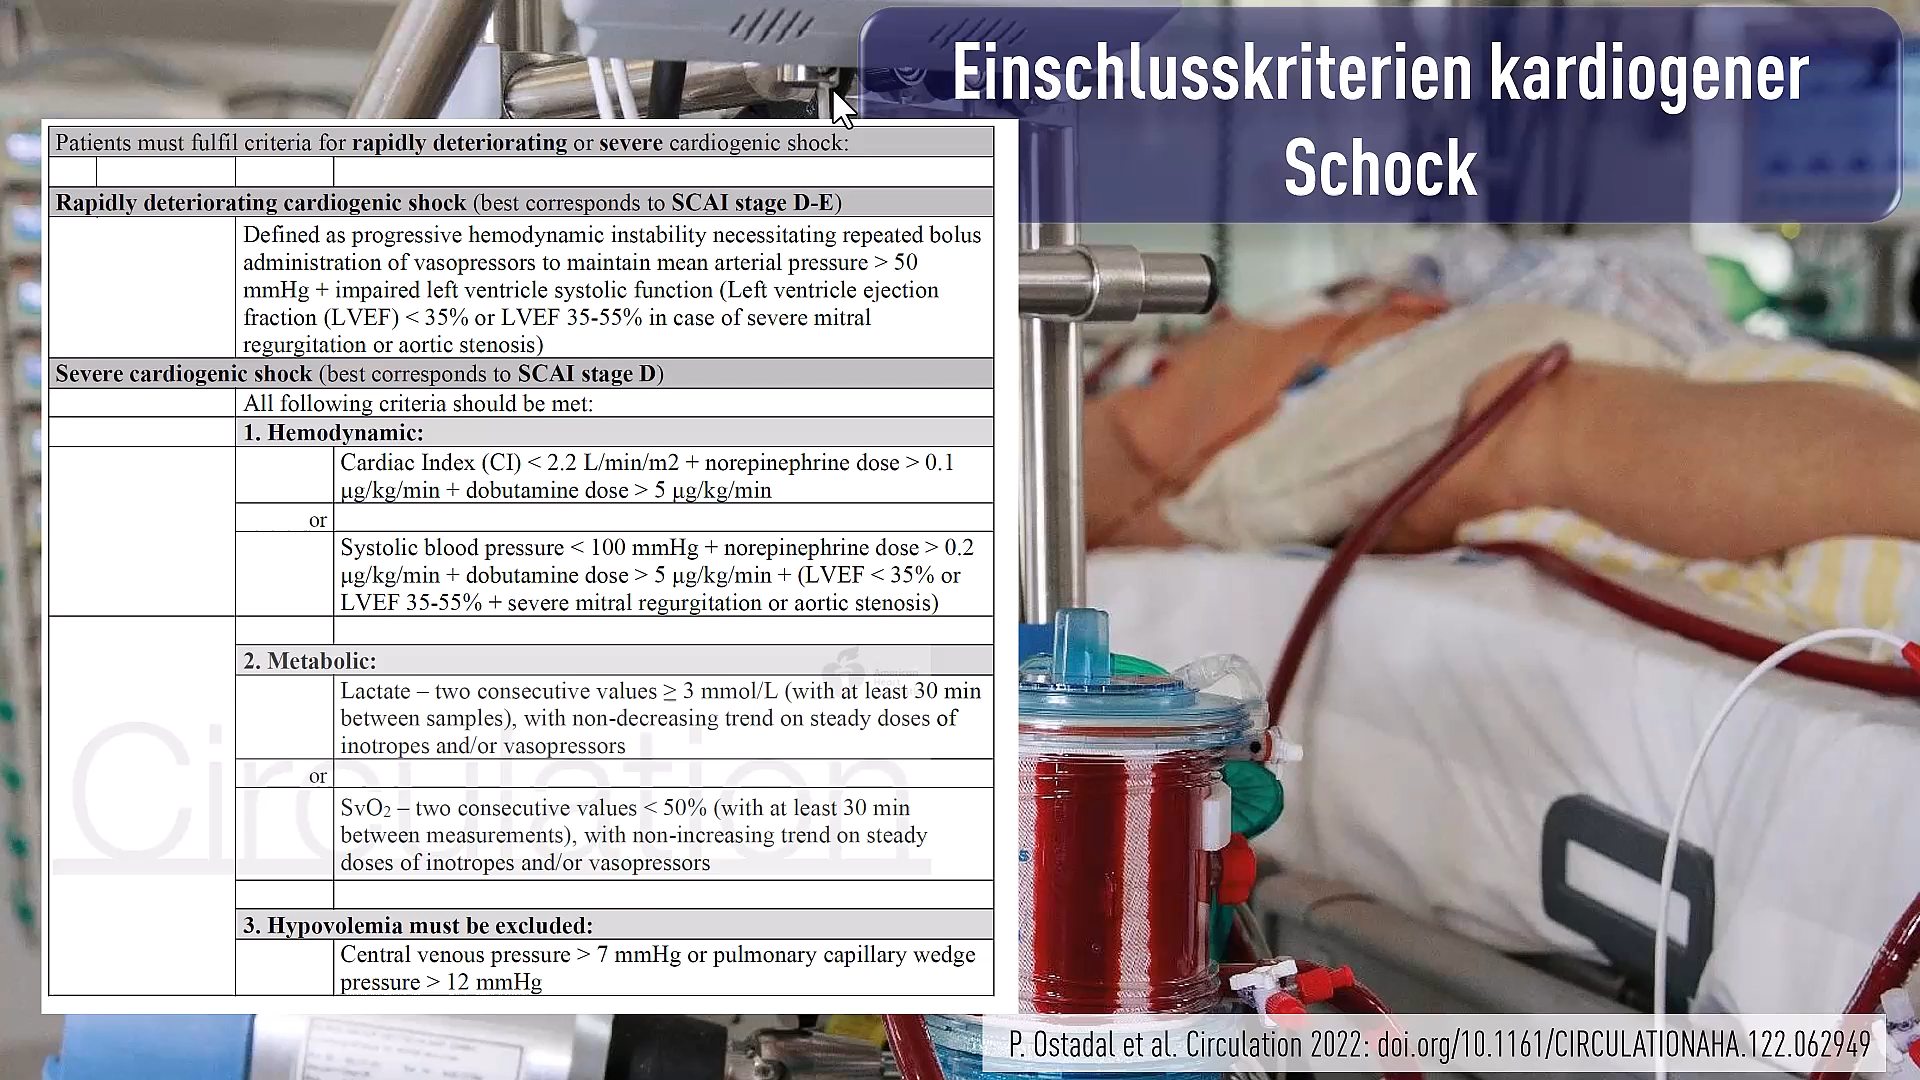 Einschlusskriterien kardiogener
Schock
Patients must fulfil criteria for rapidly deteriorating or severe cardiogenic shock:
Rapidly deteriorating cardiogenic shock (best corresponds to SCAI stage D-E)
Defined as progressive hemodynamic instability necessitating repeated bolus
administration of vasopressors to maintain mean arterial pressure > 50
mmHg + impaired left ventricle systolic function (Left ventricle ejection
fraction (LVEF) < 35% or LVEF 35-55% in case of severe mitral
regurgitation or aortic stenosis)
Severe cardiogenic shock (best corresponds to SCAI stage D)
All following criteria should be met:
1. Hemodynamic:
Cardiac Index (CI) < 2.2 L/min/m2 + norepinephrine dose > 0.1
µg/kg/min + dobutamine dose > 5 µg/kg/min
or
Systolic blood pressure < 100 mmHg + norepinephrine dose > 0.2
µg/kg/min + dobutamine dose > 5 µg/kg/min + (LVEF < 35% or
LVEF 35-55% + severe mitral regurgitation or aortic stenosis)
2. Metabolic:
American
Heart
Lactate – two consecutive values ≥ 3 mmol/L (with at least 30 min
between samples), with non-decreasing trend on steady doses of
inotropes and/or vasopressors
or
Circulation
SvO2 – two consecutive values < 50% (with at least 30 min
between measurements), with non-increasing trend on steady
doses of inotropes and/or vasopressors
3. Hypovolemia must be excluded:
Central venous pressure > 7 mmHg or pulmonary capillary wedge
pressure > 12 mmHg
P. Ostadal et al. Circulation 2022: doi.org/10.1161/CIRCULATIONAHA.122.062949